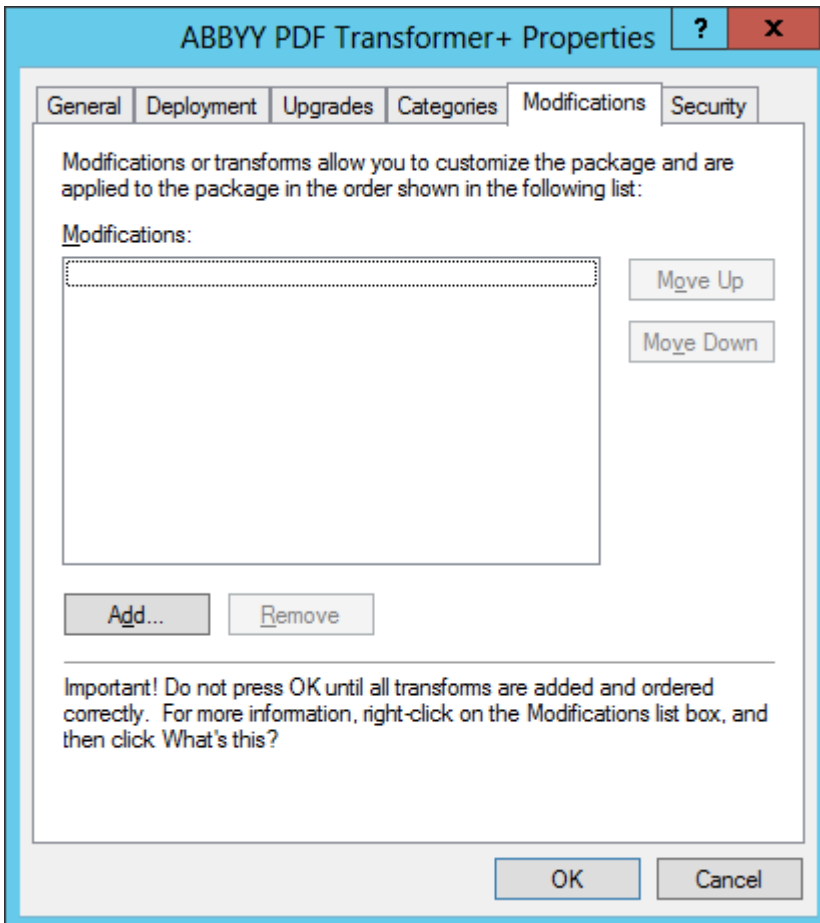 ABBYY PDF Transformer+ Properties ? x
General Deployment Upgrades Categories Modifications Security
Modifications or transforms allow you to customize the package and are
applied to the package in the order shown in the following list:
Modifications:
Move Up
Move Down
Add... Remove
Important! Do not press OK until all transforms are added and ordered
correctly.  For more information, right-click on the Modifications list box, and
then click What's this?
OK Cancel